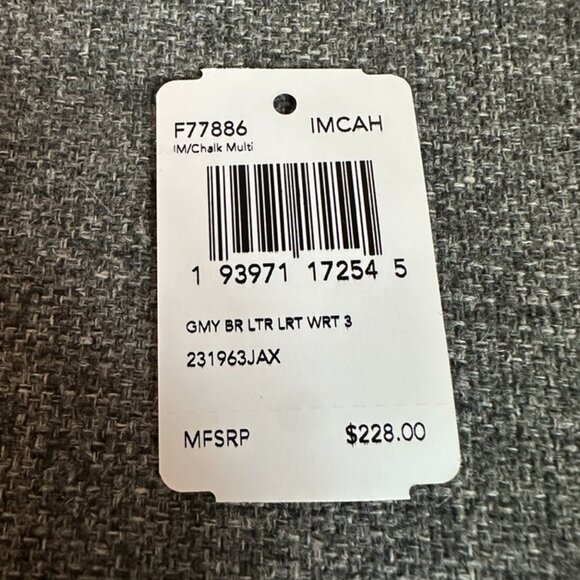 F77886 IMCAH
IM/Chalk Multi
1 93971 17254 5
GMY BR LTR LRT WRT 3
231963JAX
MFSRP $228.00